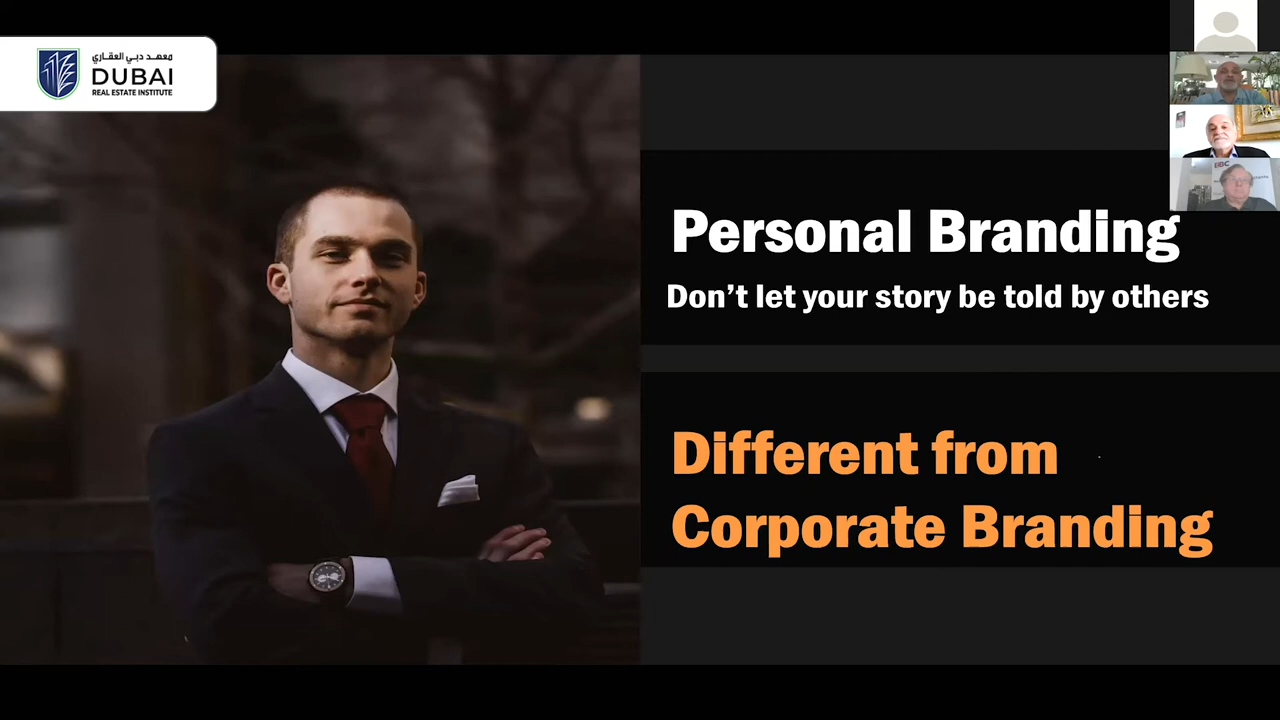 معهد دبي العقاري
DUBAI
REAL ESTATE INSTITUTE
EBC
Personal Branding
Don’t let your story be told by others
Different from
Corporate Branding